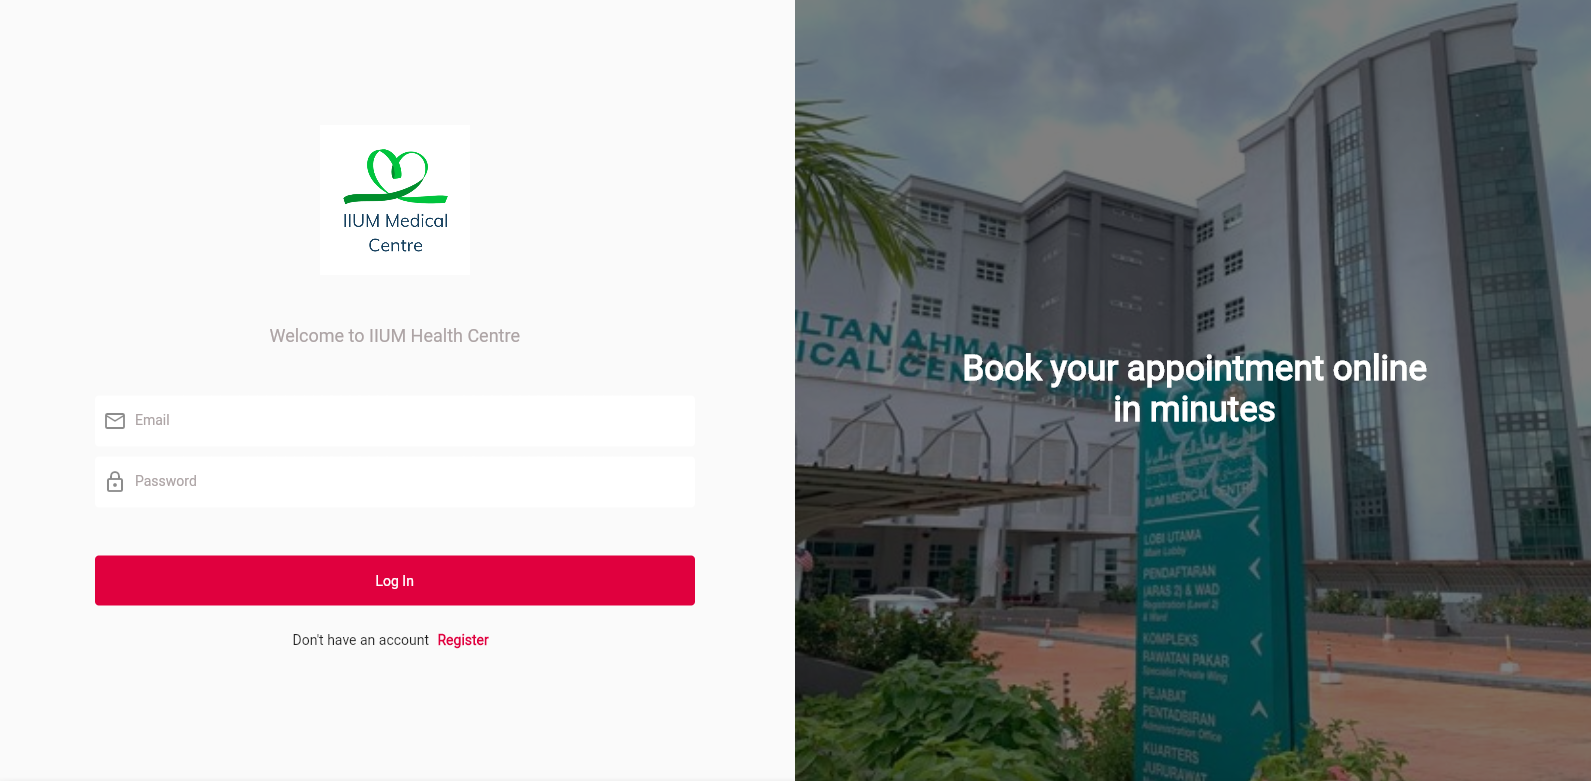 IIUM Medical
Centre
Welcome to IIUM Health Centre
Email
Password
Log In
Don't have an account Register
Book your appointment online
in minutes
LTAN AHMAD
ICAL CEN
IIUM MEDICAL CENTRE
LOBI UTAMA
Main Lobby
PENDAFTARAN
(ARAS 2) & WAD
Registration (Level 2)
& Ward
KOMPLEKS
RAWATAN PAKAR
Specialist Private Wing
PEJABAT
PENTADBIRAN
Administration Office
KUARTERS
JURURAWAT